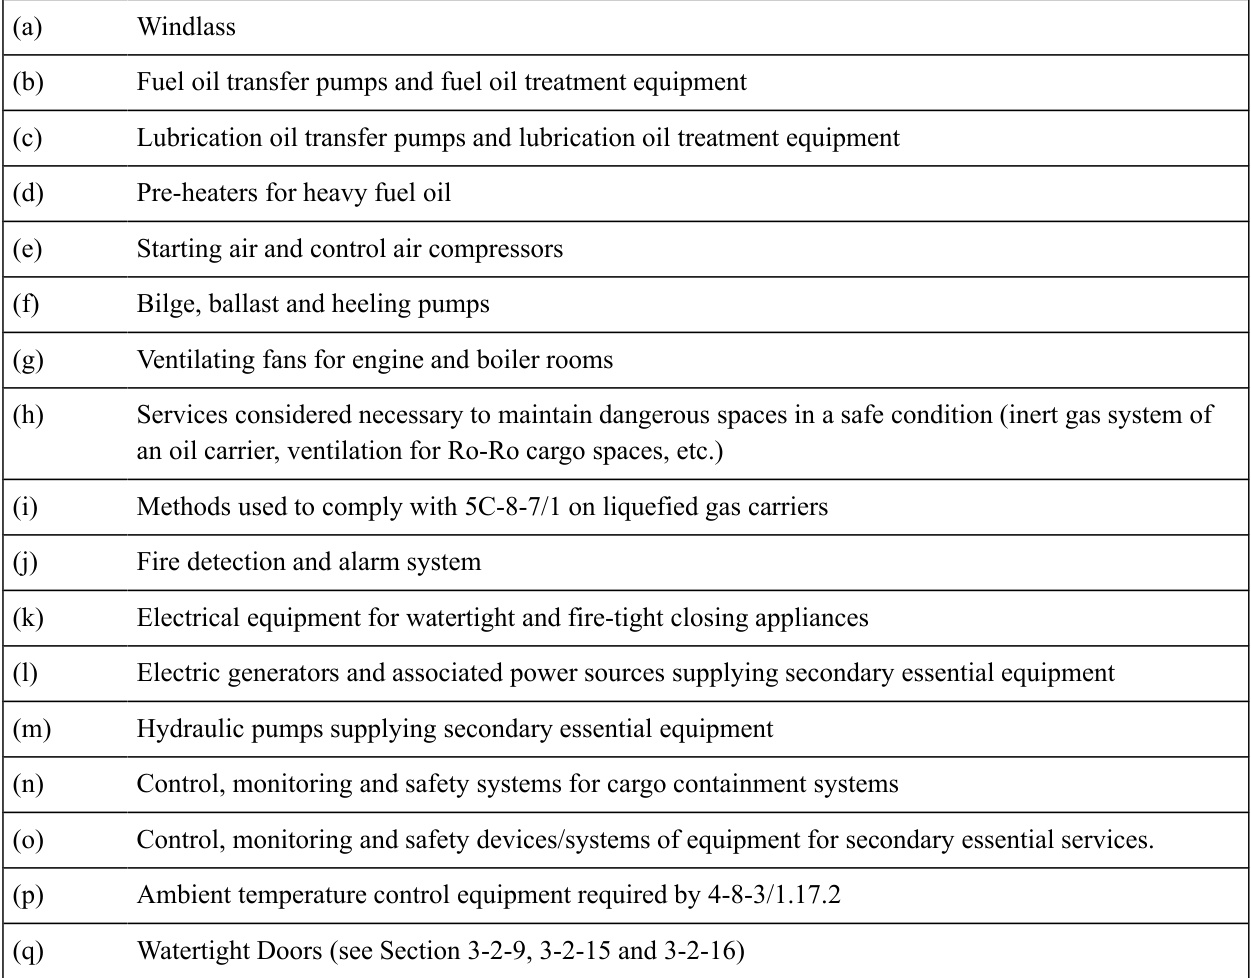 (a) Windlass
(b) Fuel oil transfer pumps and fuel oil treatment equipment
(c) Lubrication oil transfer pumps and lubrication oil treatment equipment
(d) Pre-heaters for heavy fuel oil
(e) Starting air and control air compressors
(f) Bilge, ballast and heeling pumps
(g) Ventilating fans for engine and boiler rooms
(h) Services considered necessary to maintain dangerous spaces in a safe condition (inert gas system of
an oil carrier, ventilation for Ro-Ro cargo spaces, etc.)
(i) Methods used to comply with 5C-8-7/1 on liquefied gas carriers
(j) Fire detection and alarm system
(k) Electrical equipment for watertight and fire-tight closing appliances
(l) Electric generators and associated power sources supplying secondary essential equipment
(m) Hydraulic pumps supplying secondary essential equipment
(n) Control, monitoring and safety systems for cargo containment systems
(o) Control, monitoring and safety devices/systems of equipment for secondary essential services.
(p) Ambient temperature control equipment required by 4-8-3/1.17.2
(q) Watertight Doors (see Section 3-2-9, 3-2-15 and 3-2-16)